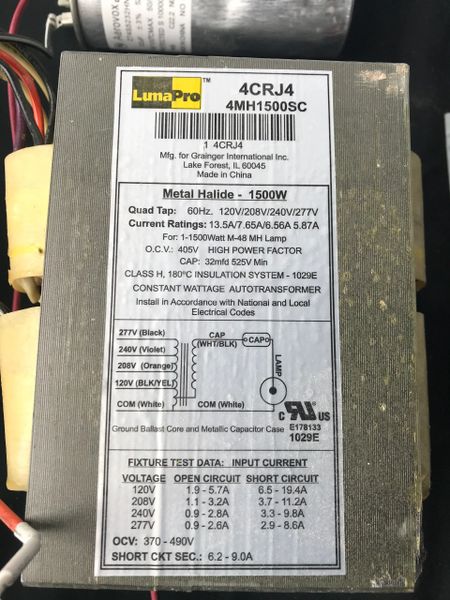 LumaPro™
4CRJ4
4MH1500SC
1 4CRJ4
Mfg. for Grainger International Inc.
Lake Forest, IL 60045
Made in China
Metal Halide - 1500W
Quad Tap: 60Hz. 120V/208V/240V/277V
Current Ratings: 13.5A/7.65A/6.56A 5.87A
For: 1-1500Watt M-48 MH Lamp
O.C.V.: 405V HIGH POWER FACTOR
CAP: 32mfd 525V Min
CLASS H, 180ºC INSULATION SYSTEM - 1029E
CONSTANT WATTAGE AUTOTRANSFORMER
Install in Accordance with National and Local
Electrical Codes
277V (Black)
240V (Violet)
208V (Orange)
120V (BLK/YEL)
COM (White)
CAP
(WHT/BLK)
CAP
LAMP
COM (White)
C UL US
E178133
1029E
Ground Ballast Core and Metallic Capacitor Case
FIXTURE TEST DATA: INPUT CURRENT
VOLTAGE OPEN CIRCUIT SHORT CIRCUIT
120V 1.9 - 5.7A 6.5 - 19.4A
208V 1.1 - 3.2A 3.7 - 11.2A
240V 0.9 - 2.8A 3.3 - 9.8A
277V 0.9 - 2.6A 2.9 - 8.6A
OCV: 370 - 490V
SHORT CKT SEC.: 6.2 - 9.0A